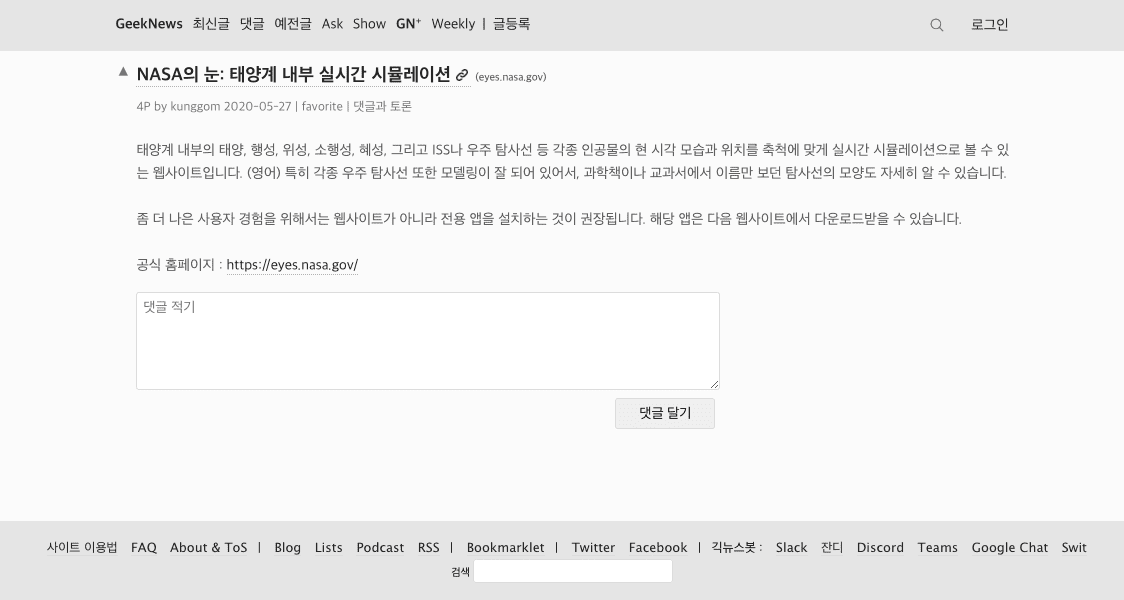 GeekNews 최신글 댓글 예전글 Ask Show GN⁺ Weekly | 글등록 로그인
▲ NASA의 눈: 태양계 내부 실시간 시뮬레이션 (eyes.nasa.gov)
4P by kunggom 2020-05-27 | favorite | 댓글과 토론
태양계 내부의 태양, 행성, 위성, 소행성, 혜성, 그리고 ISS나 우주 탐사선 등 각종 인공물의 현 시각 모습과 위치를 축척에 맞게 실시간 시뮬레이션으로 볼 수 있
는 웹사이트입니다. (영어) 특히 각종 우주 탐사선 또한 모델링이 잘 되어 있어서, 과학책이나 교과서에서 이름만 보던 탐사선의 모양도 자세히 알 수 있습니다.
좀 더 나은 사용자 경험을 위해서는 웹사이트가 아니라 전용 앱을 설치하는 것이 권장됩니다. 해당 앱은 다음 웹사이트에서 다운로드받을 수 있습니다.
공식 홈페이지 : https://eyes.nasa.gov/
댓글 적기
댓글 달기
사이트 이용법 FAQ About & ToS | Blog Lists Podcast RSS | Bookmarklet | Twitter Facebook | 긱뉴스봇 : Slack 잔디 Discord Teams Google Chat Swit
검색